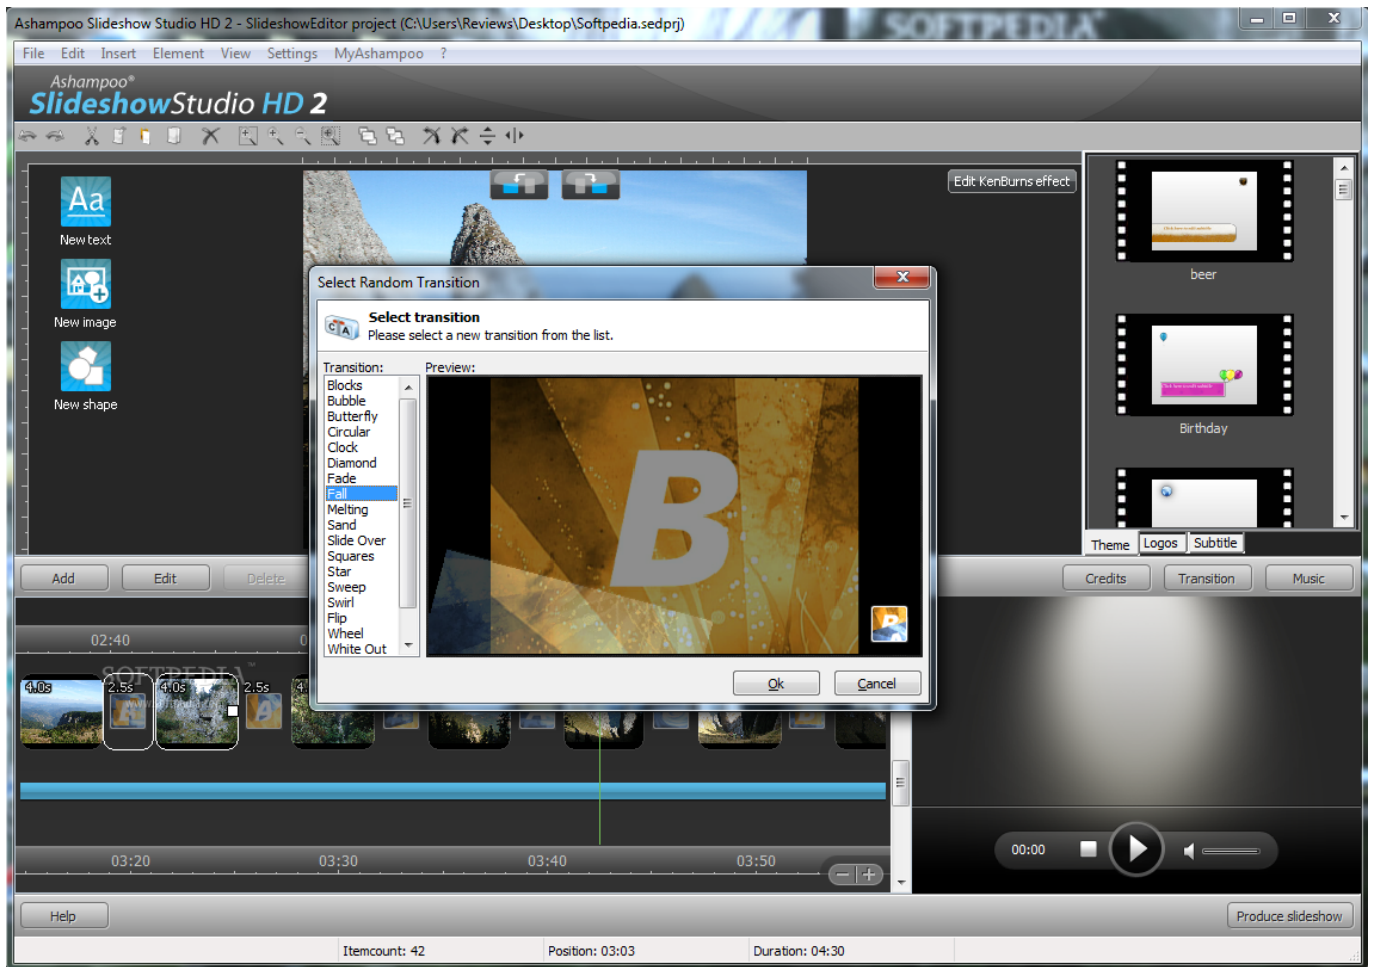 SOFTPEDIA
Ashampoo Slideshow Studio HD 2 - SlideshowEditor project (C:\Users\Reviews\Desktop\Softpedia.sedprj)
File Edit Insert Element View Settings MyAshampoo ?
Ashampoo®
SlideshowStudio HD 2
Edit KenBurns effect
Aa
New text
New image
New shape
beer
Birthday
Theme Logos Subtitle
Select Random Transition
CTA
Select transition
Please select a new transition from the list.
Transition: Preview:
Blocks
Bubble
Butterfly
Circular
Clock
Diamond
Fade
Fall
Melting
Sand
Slide Over
Squares
Star
Sweep
Swirl
Flip
Wheel
White Out
B
Ok Cancel
Add Edit Delete
Credits Transition Music
02:40
SOFTPEDIA™
4.0s 2.5s 4.0s 2.5s 4.
03:20 03:30 03:40 03:50
00:00
Help
Produce slideshow
Itemcount: 42 Position: 03:03 Duration: 04:30